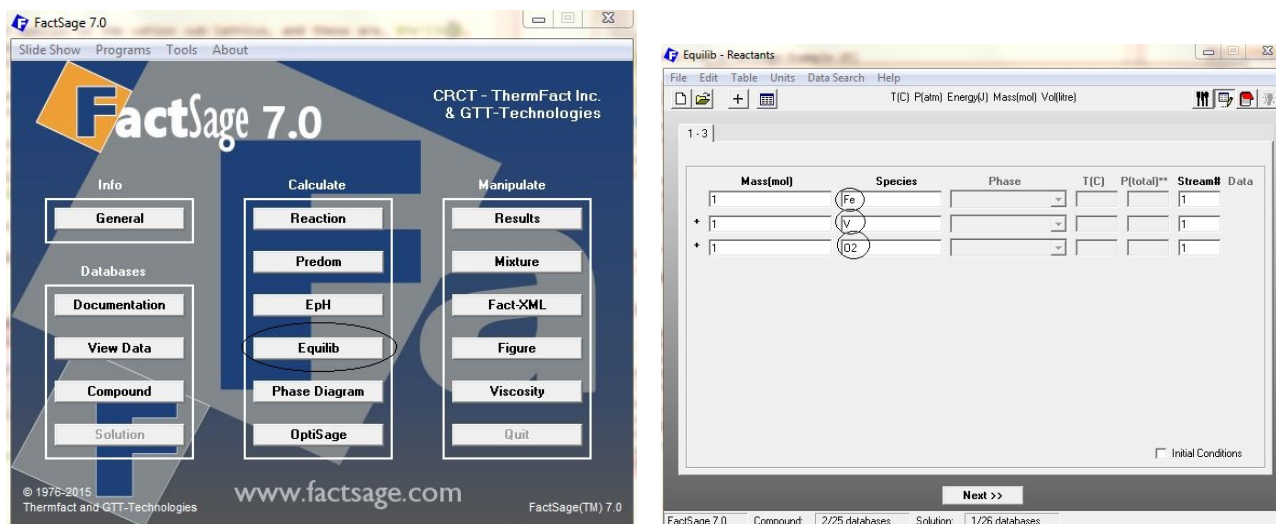 FactSage 7.0
Slide Show Programs Tools About
FactSage 7.0
CRCT - ThermFact Inc.
& GTT-Technologies
Info
General
Databases
Documentation
View Data
Compound
Solution
Calculate
Reaction
Predom
EpH
Equilib
Phase Diagram
OptiSage
Manipulate
Results
Mixture
Fact-XML
Figure
Viscosity
Quit
© 1976-2015
Thermfact and GTT-Technologies
www.factsage.com
FactSage(TM) 7.0
Equilib - Reactants
File Edit Table Units Data Search Help
T(C) P(atm) Energy(J) Mass(mol) Vol(litre)
1 - 3
Mass(mol) Species Phase T(C) P(total)** Stream# Data
1 Fe 1
+ 1 V 1
+ 1 O2 1
Initial Conditions
Next >>
FactSage 7.0 Compound: 2/25 databases Solution: 1/26 databases